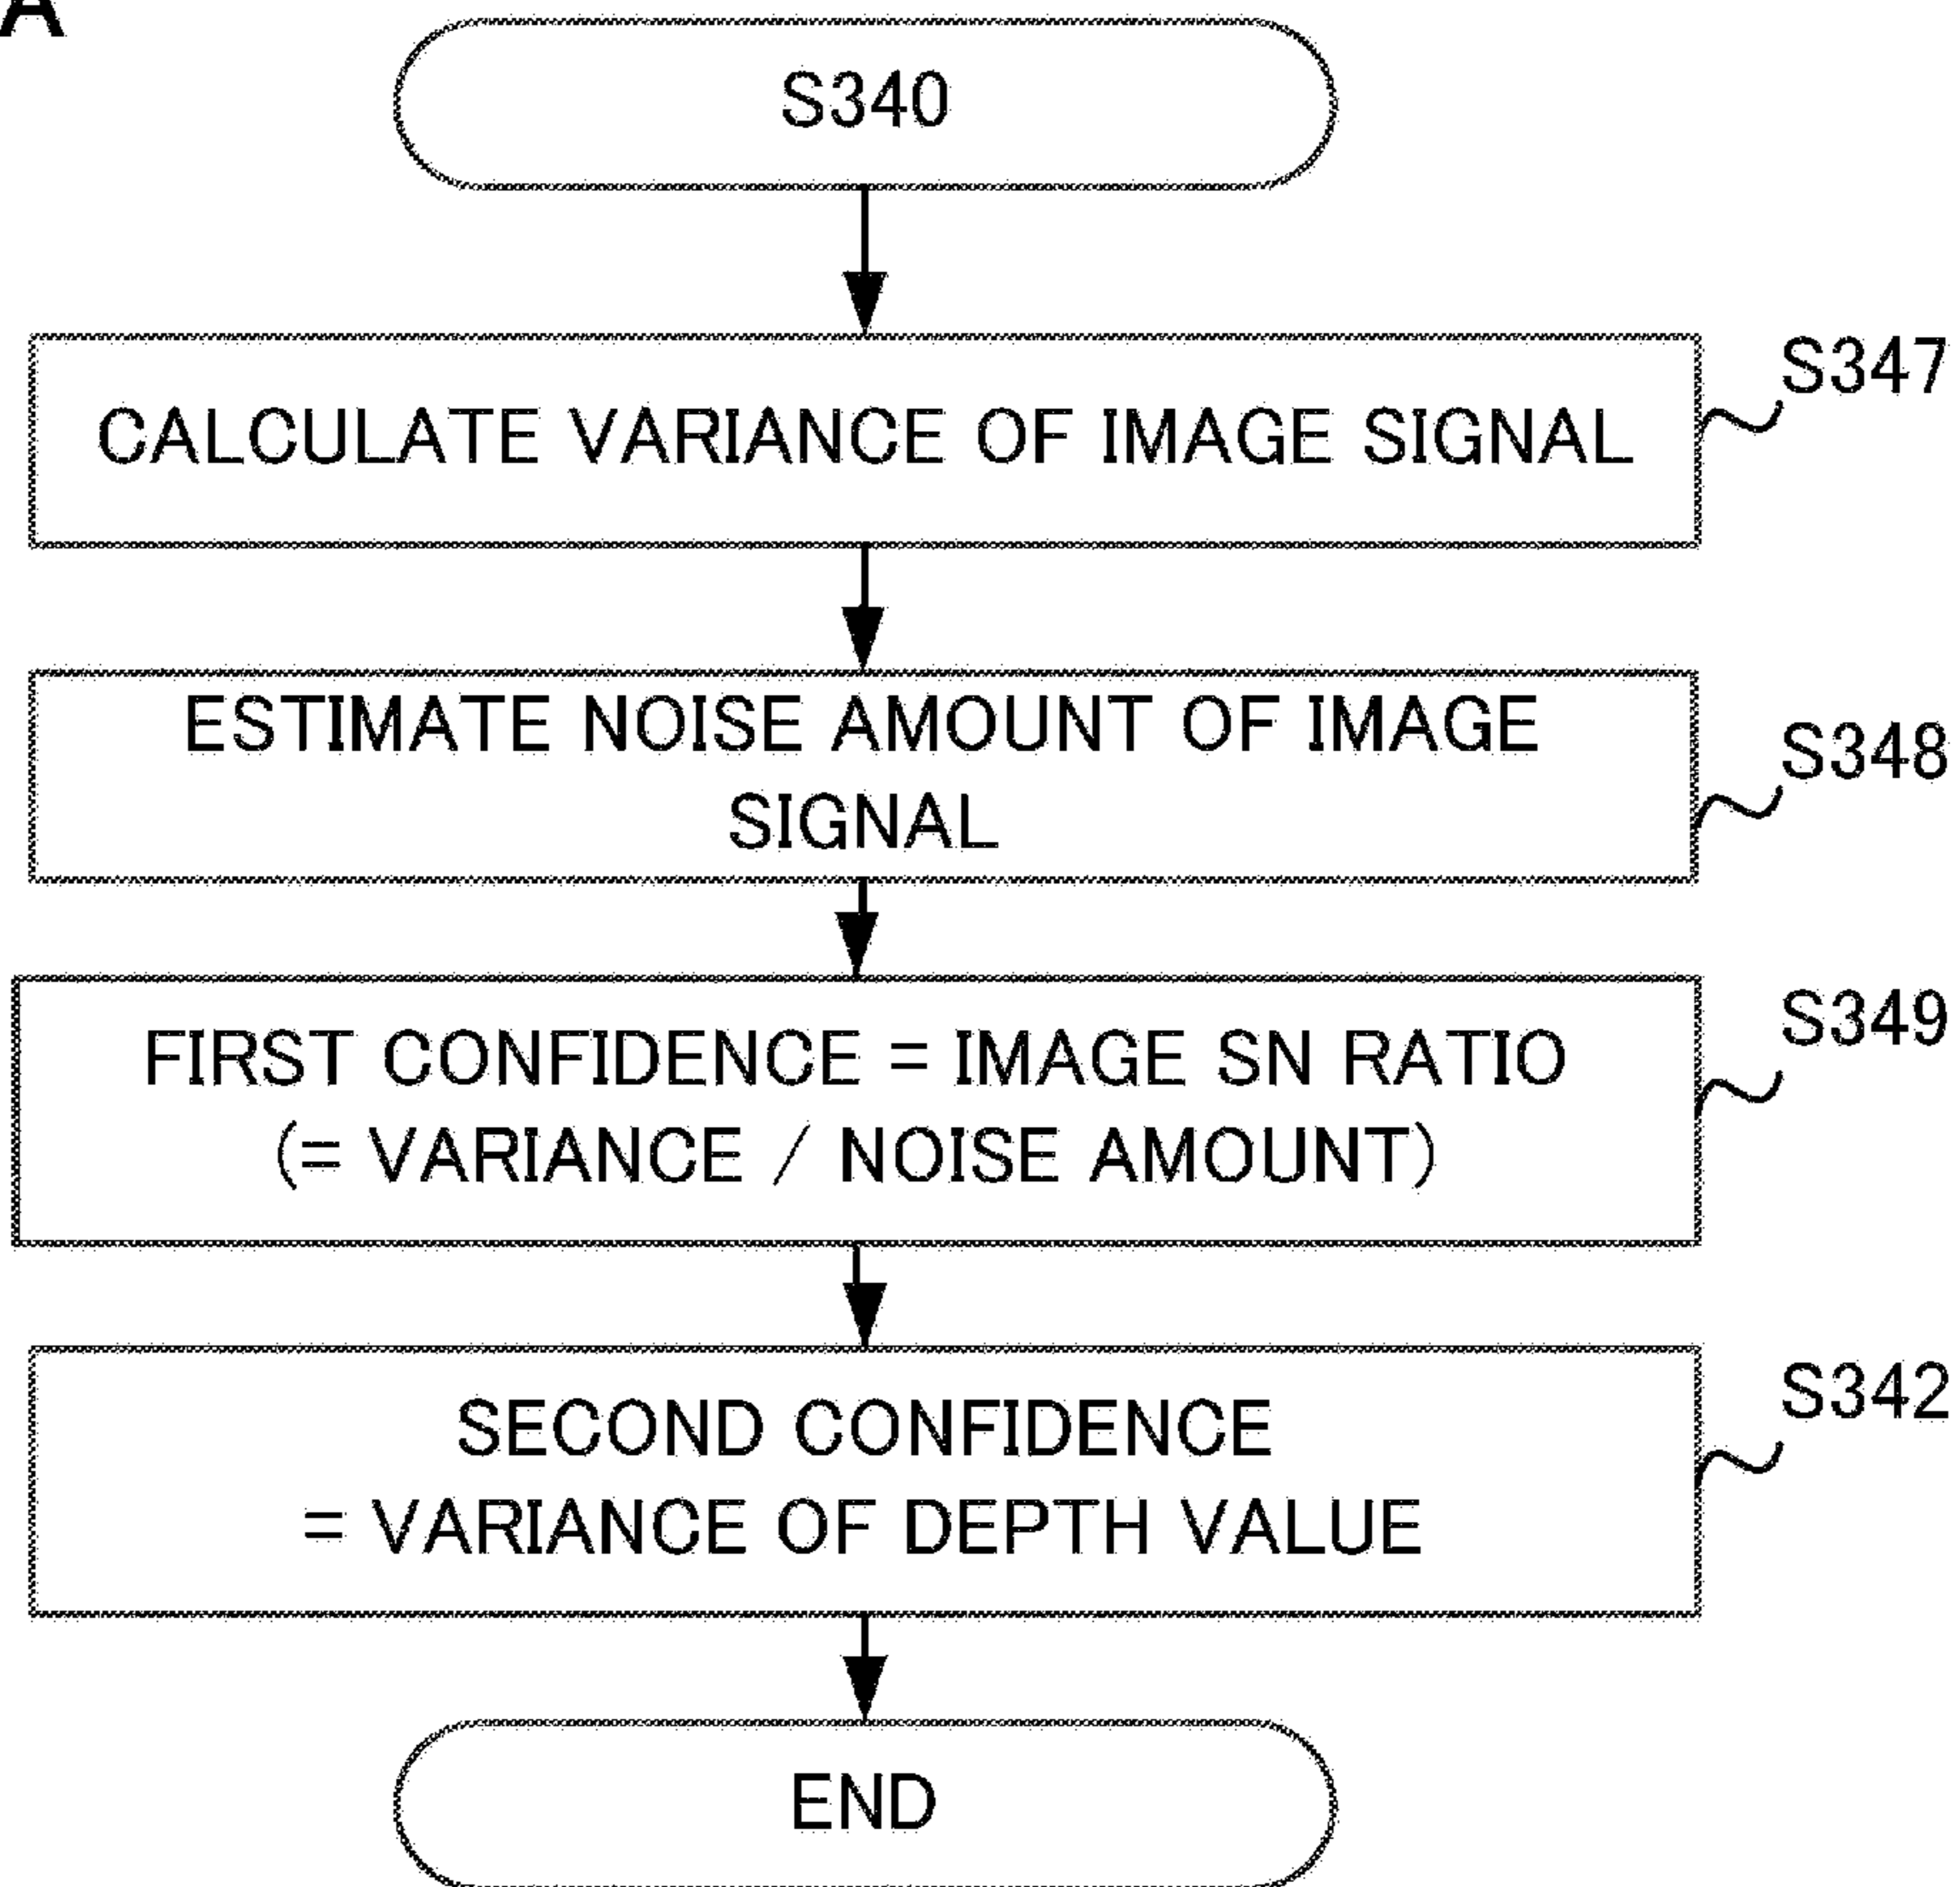 A
S340
CALCULATE VARIANCE OF IMAGE SIGNAL
S347
ESTIMATE NOISE AMOUNT OF IMAGE
SIGNAL
S348
FIRST CONFIDENCE = IMAGE SN RATIO
(= VARIANCE / NOISE AMOUNT)
S349
SECOND CONFIDENCE
= VARIANCE OF DEPTH VALUE
S342
END